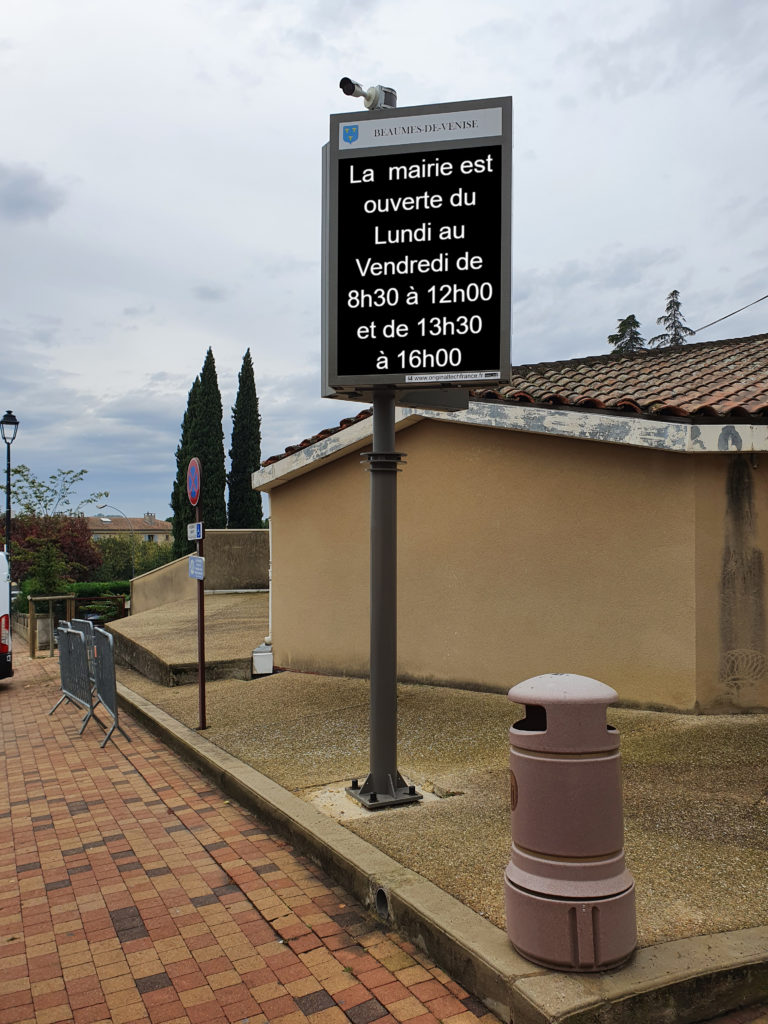 BEAUMES-DE-VENISE
La mairie est
ouverte du
Lundi au
Vendredi de
8h30 à 12h00
et de 13h30
à 16h00
www.originaltechfrance.fr